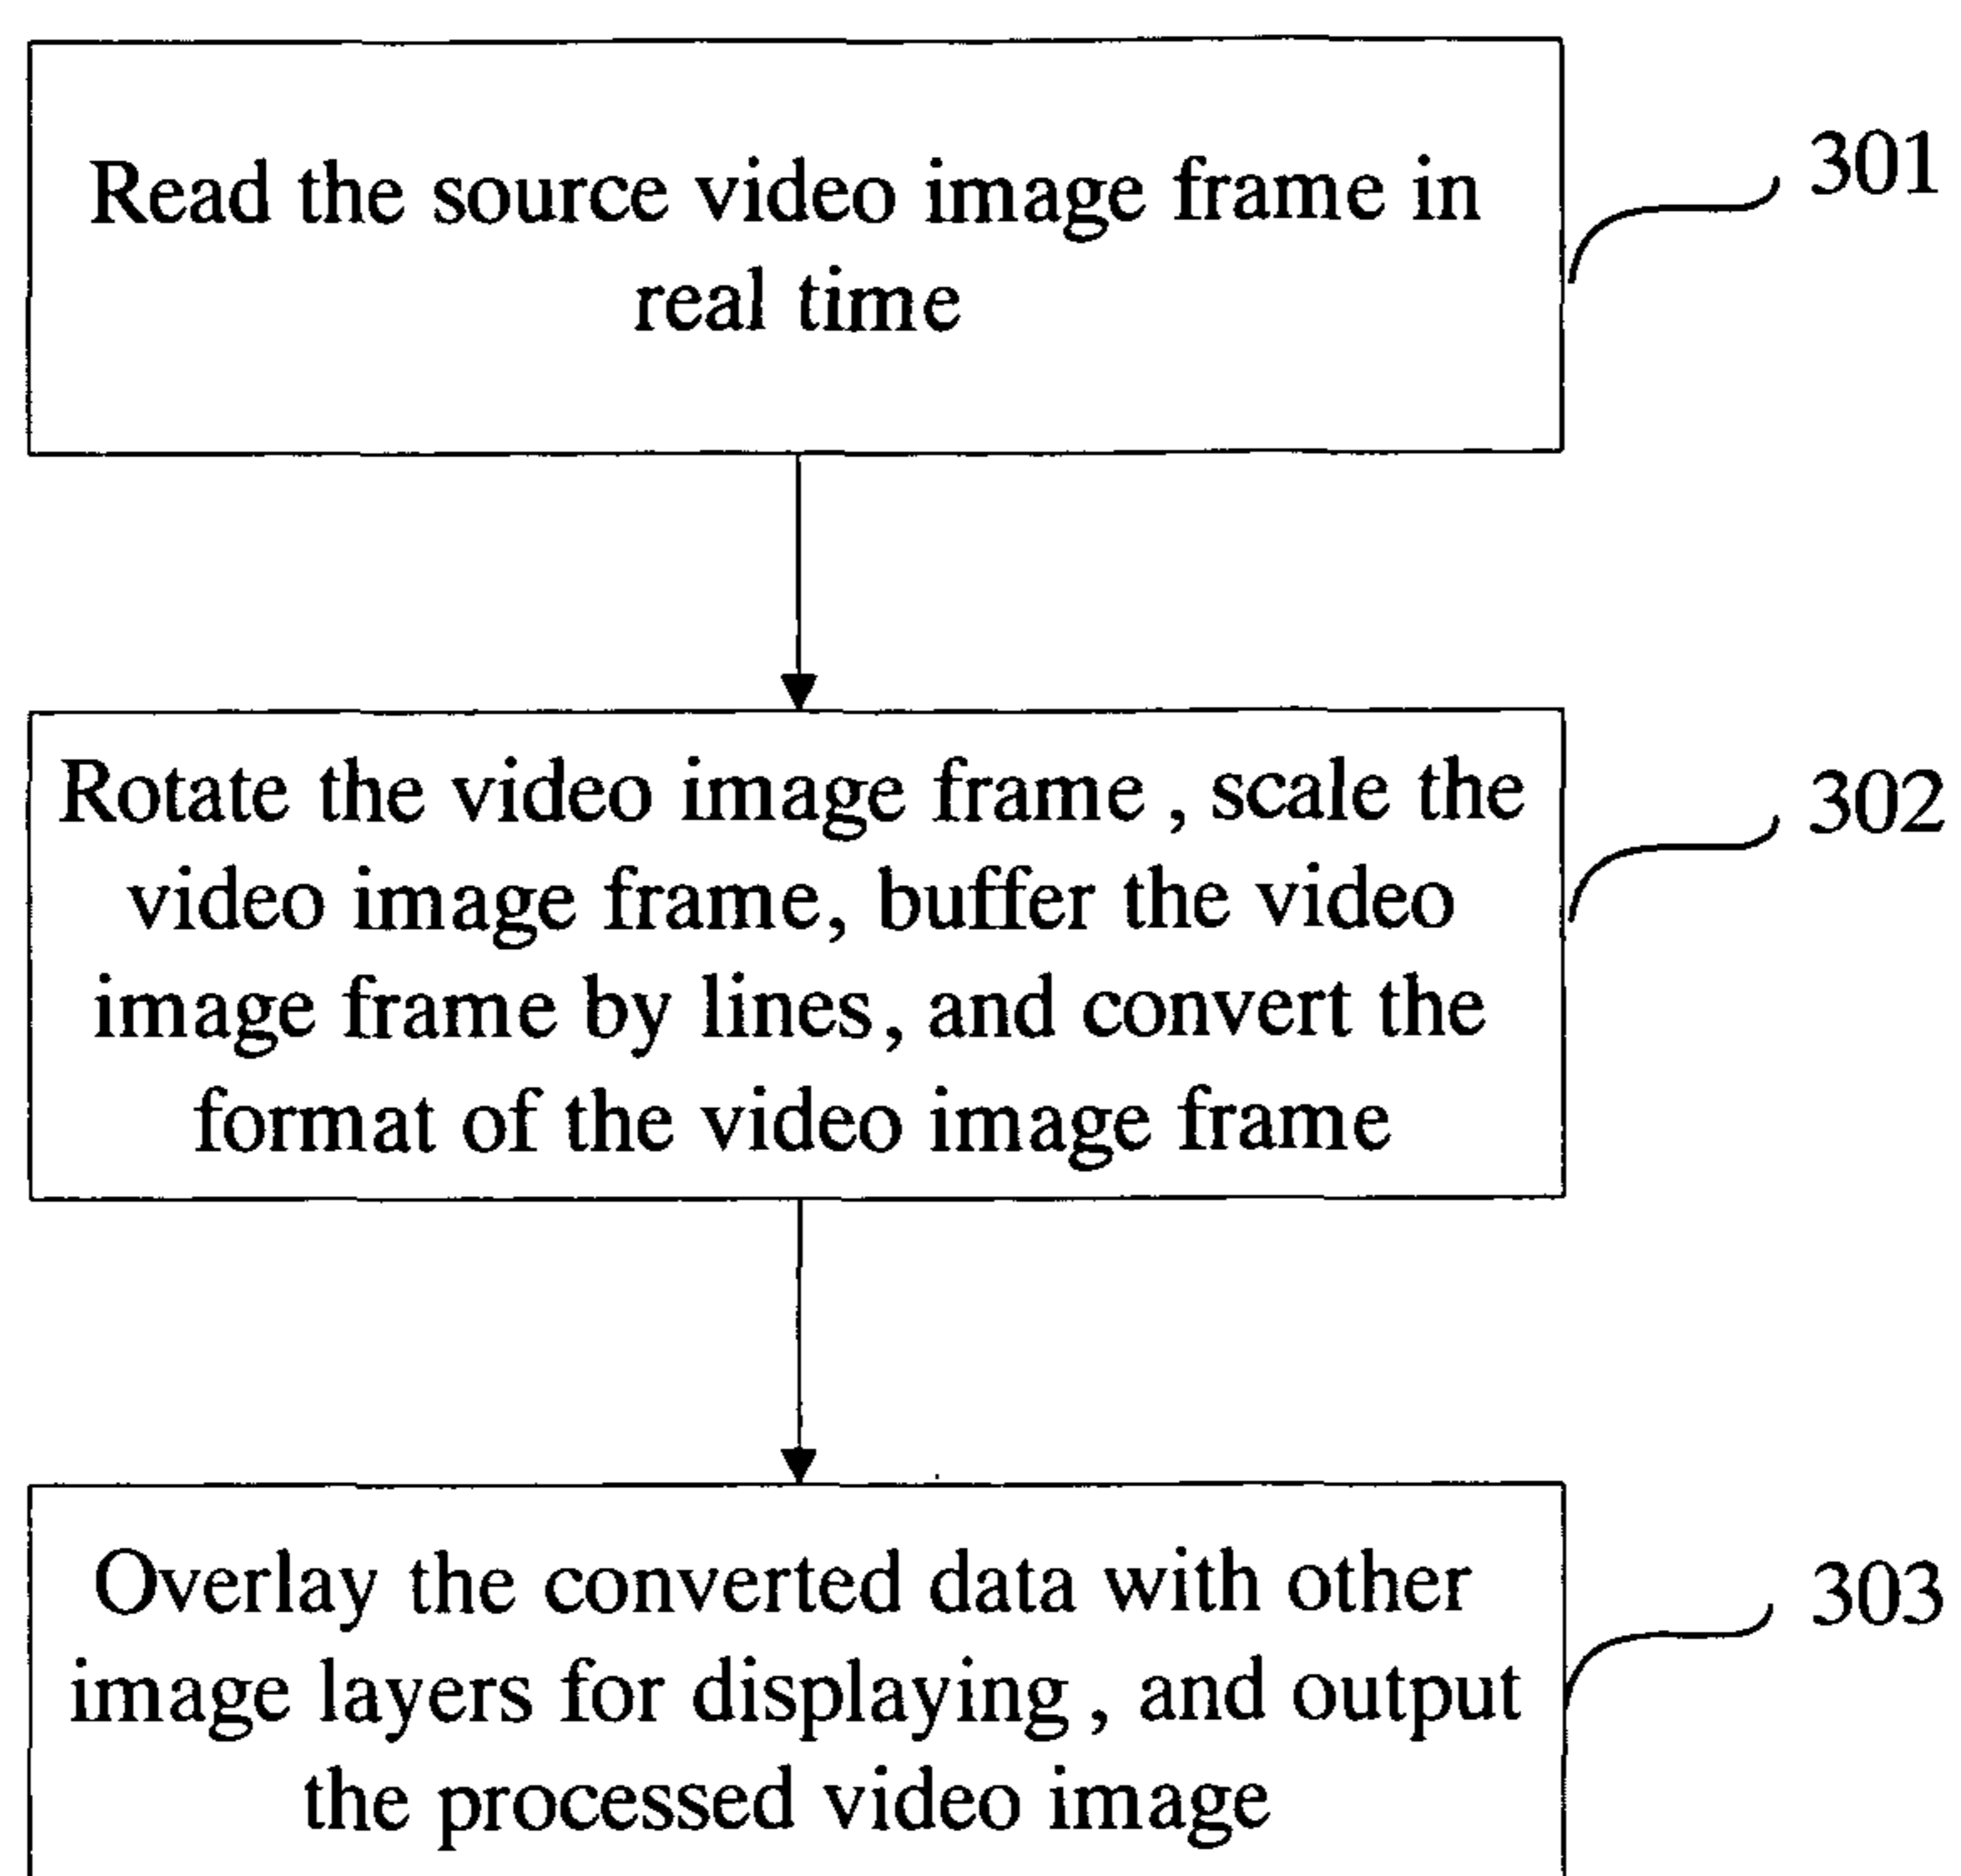 Read the source video image frame in
real time
301
Rotate the video image frame, scale the
video image frame, buffer the video
image frame by lines, and convert the
format of the video image frame
302
Overlay the converted data with other
image layers for displaying, and output
the processed video image
303